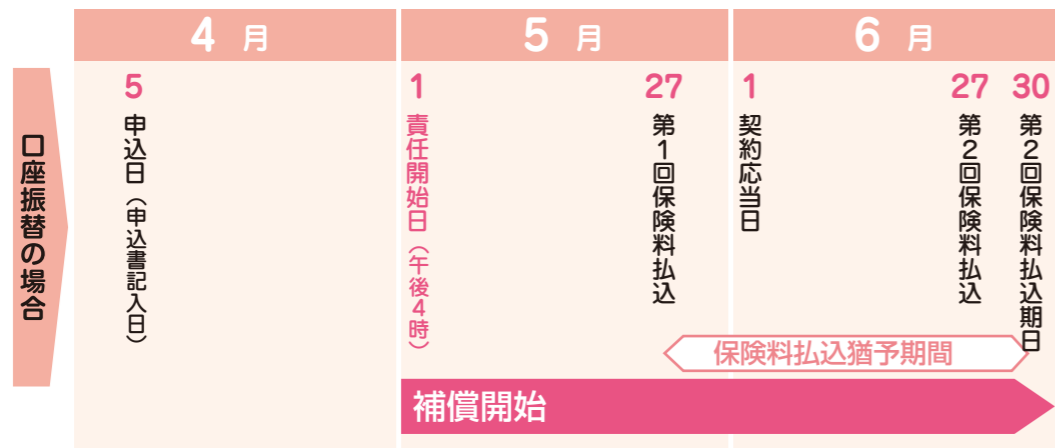 4 月
5 月
6 月
口座振替の場合
5
申込日（申込書記入日）
1
責任開始日（午後4時）
27
第1回保険料払込
1
契約応当日
27
第2回保険料払込
30
第2回保険料払込期日
保険料払込猶予期間
補償開始